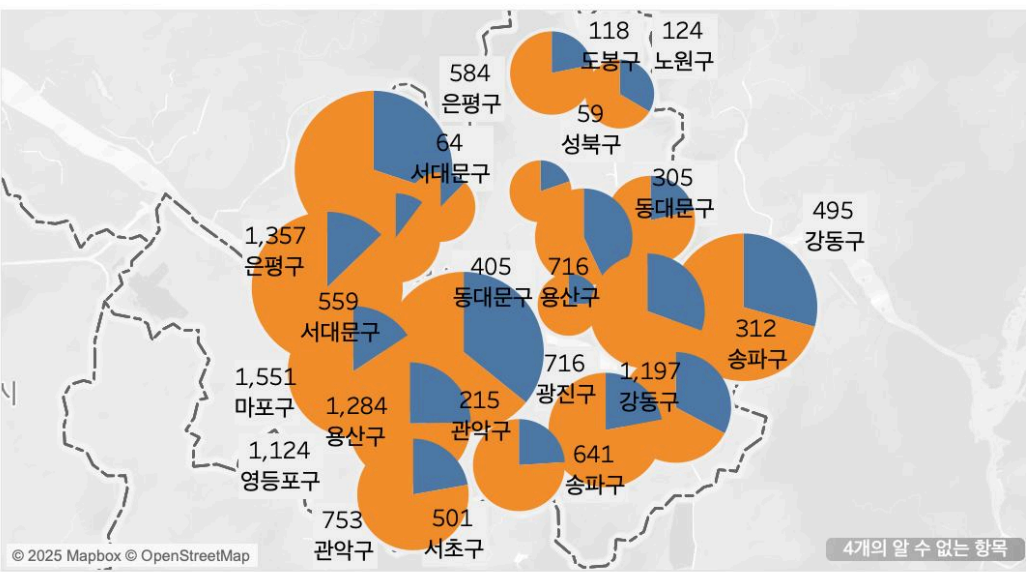 118
도봉구
124
노원구
584
은평구
59
성북구
64
서대문구
305
동대문구
495
강동구
1,357
은평구
405
동대문구
716
용산구
559
서대문구
312
송파구
716
광진구
1,197
강동구
1,551
마포구
1,284
용산구
215
관악구
1,124
영등포구
641
송파구
753
관악구
501
서초구
시
© 2025 Mapbox © OpenStreetMap
4개의 알 수 없는 항목